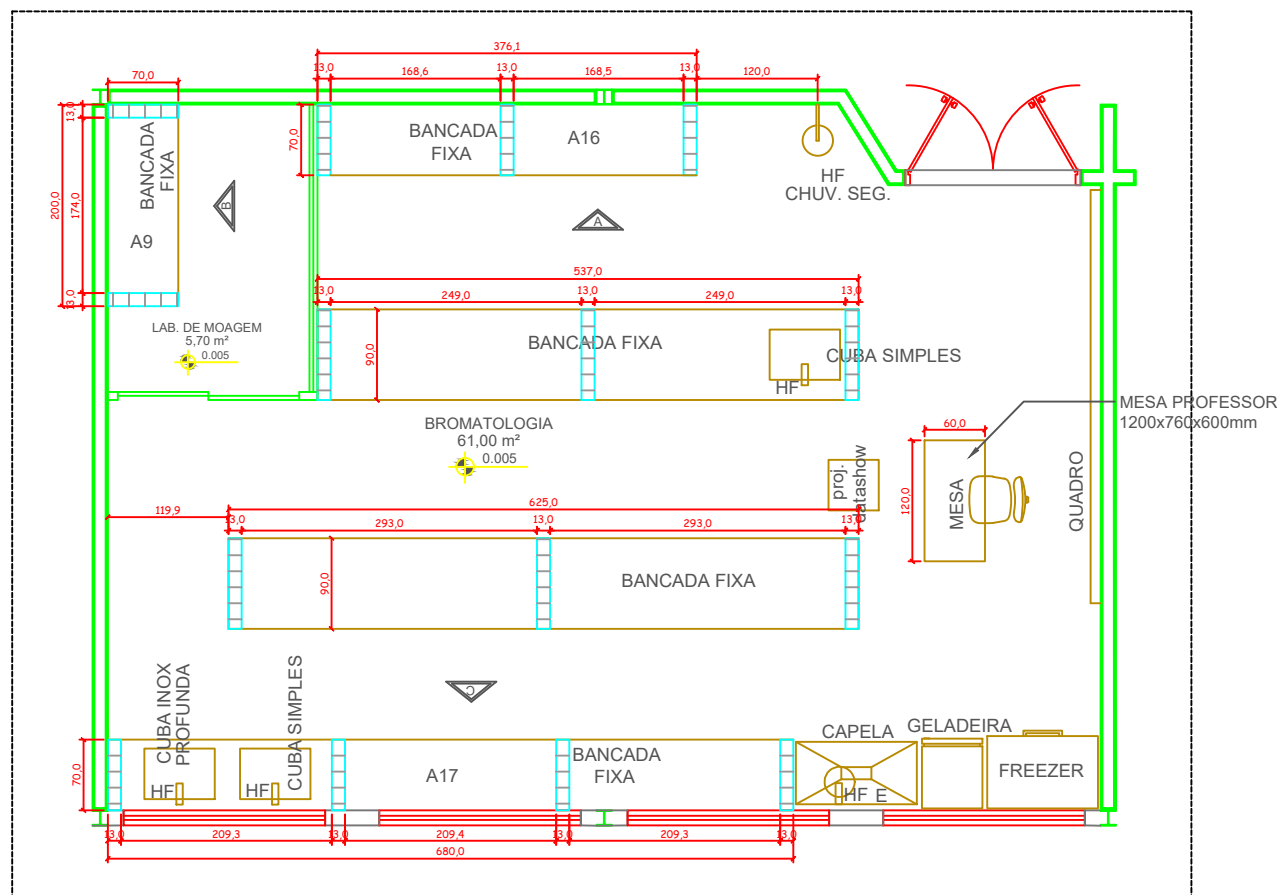 376,1
70,0
13,0
168,6
13,0
168,5
13,0
120,0
13,0
BANCADA
FIXA
70,0
BANCADA
FIXA
A16
HF
CHUV. SEG.
200,0
174,0
B
A
A9
537,0
13,0
13,0
249,0
13,0
249,0
13,0
LAB. DE MOAGEM
5,70 m²
0.005
90,0
BANCADA FIXA
CUBA SIMPLES
HF
MESA PROFESSOR
1200x760x600mm
BROMATOLOGIA
61,00 m²
0.005
60,0
proj.
datashow
120,0
MESA
QUADRO
119,9
625,0
13,0
293,0
13,0
293,0
13,0
90,0
BANCADA FIXA
C
CUBA INOX
PROFUNDA
CUBA SIMPLES
CAPELA
GELADEIRA
70,0
HF
HF
A17
BANCADA
FIXA
HF E
FREEZER
13,0
209,3
13,0
209,4
13,0
209,3
13,0
680,0